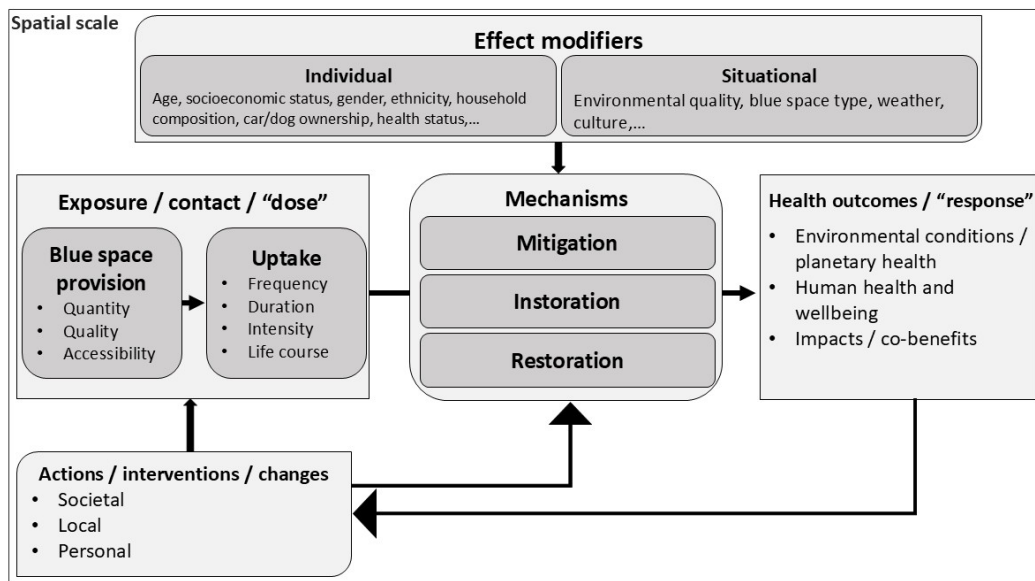 Spatial scale
Effect modifiers
Individual
Age, socioeconomic status, gender, ethnicity, household
composition, car/dog ownership, health status,...
Situational
Environmental quality, blue space type, weather,
culture,...
Exposure / contact / “dose”
Blue space
provision
• Quantity
• Quality
• Accessibility
Uptake
• Frequency
• Duration
• Intensity
• Life course
Mechanisms
Mitigation
Instoration
Restoration
Health outcomes / “response”
• Environmental conditions /
planetary health
• Human health and
wellbeing
• Impacts / co-benefits
Actions / interventions / changes
• Societal
• Local
• Personal